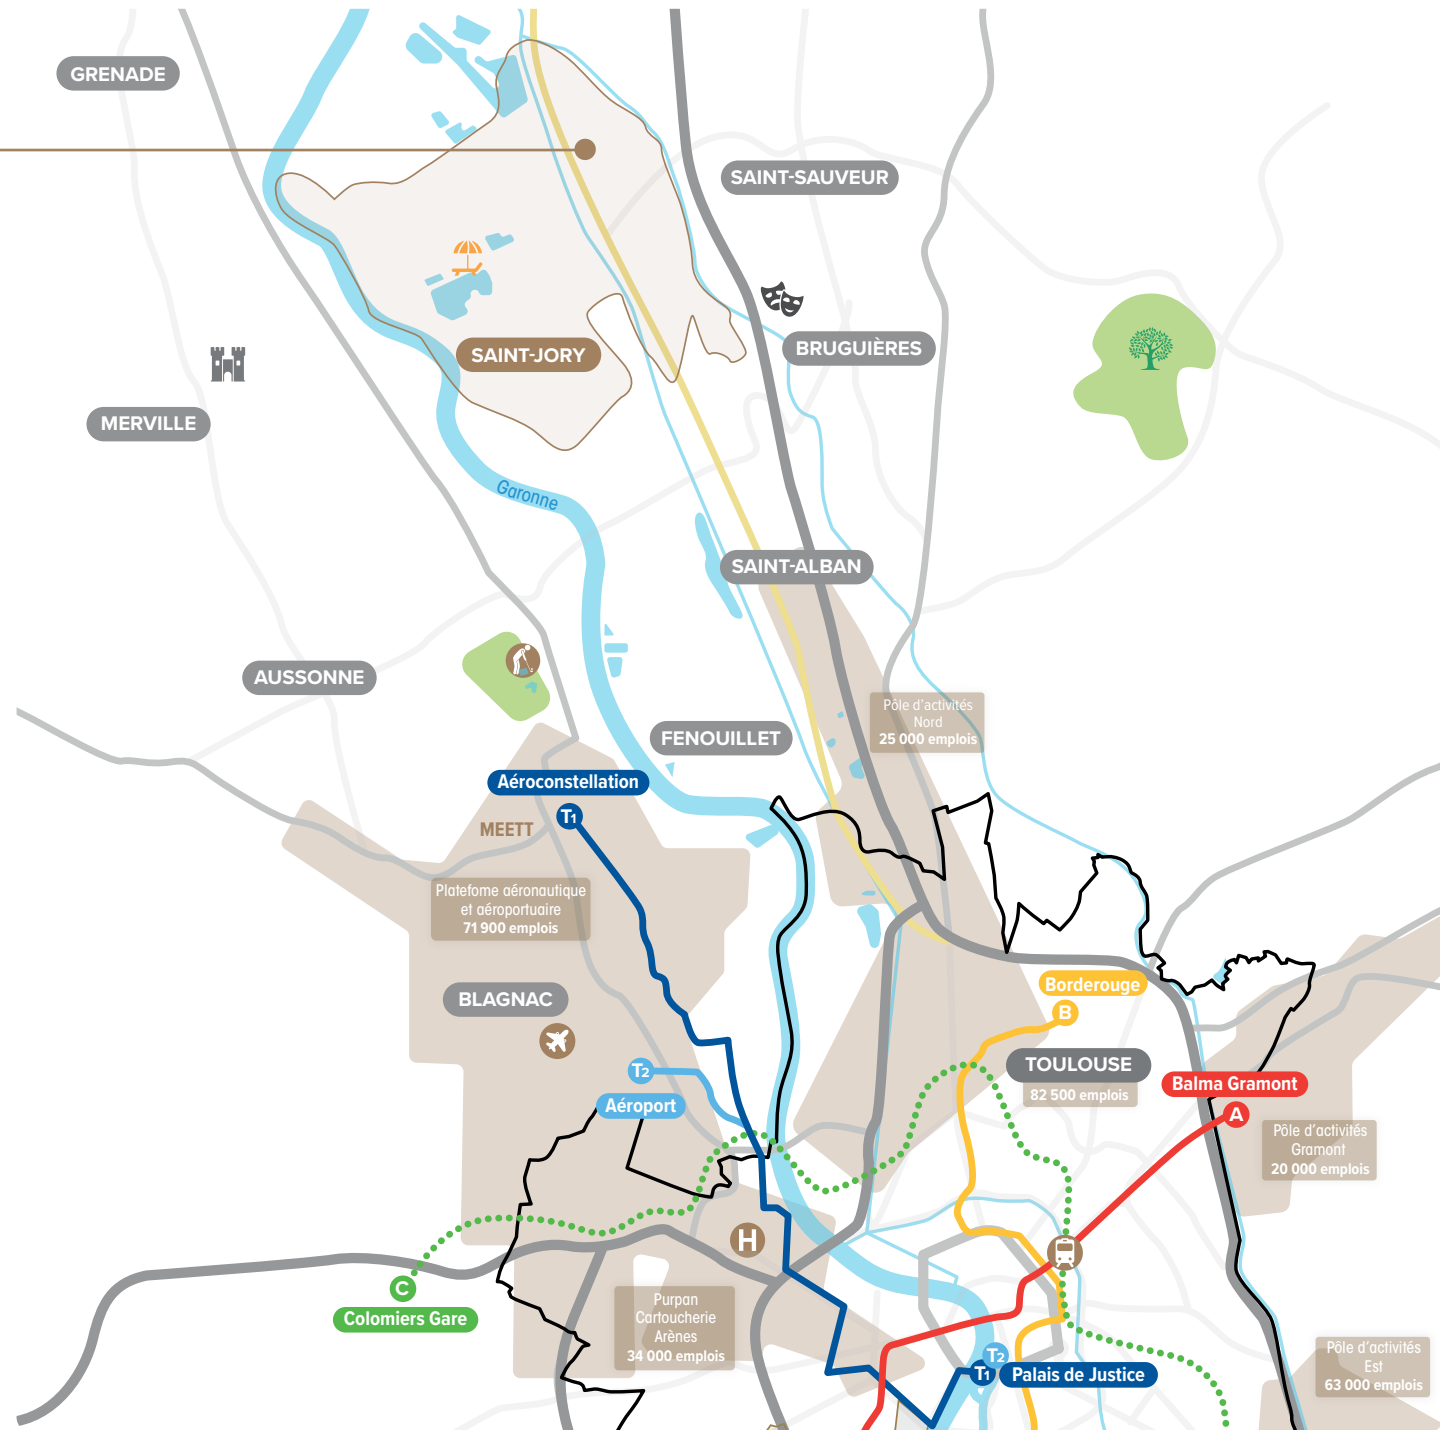 GRENADE
SAINT-SAUVEUR
BRUGUIÈRES
SAINT-JORY
MERVILLE
Garonne
SAINT-ALBAN
AUSSONNE
Pôle d'activités
Nord
25 000 emplois
FENOUILLET
Aéroconstellation
T1
MEETT
Platefome aéronautique
et aéroportuaire
71 900 emplois
BLAGNAC
Borderouge
B
TOULOUSE
82 500 emplois
T2
Aéroport
Balma Gramont
A
Pôle d'activités
Gramont
20 000 emplois
H
C
Colomiers Gare
Purpan
Cartoucherie
Arènes
34 000 emplois
T2
T1
Palais de Justice
Pôle d'activités
Est
63 000 emplois